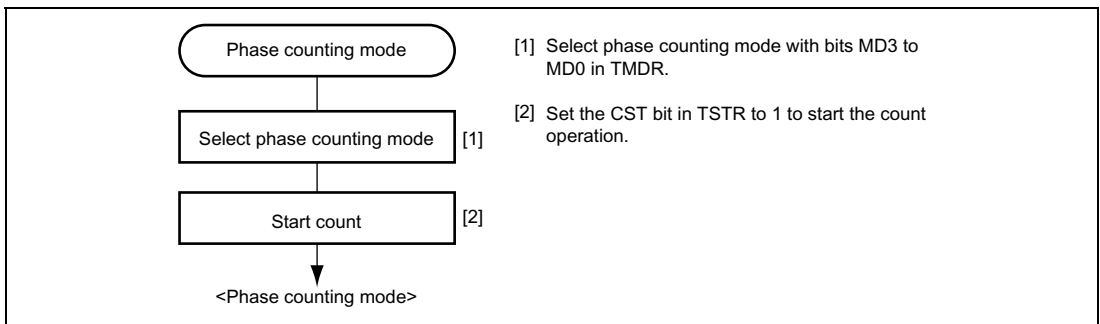 Phase counting mode
[1] Select phase counting mode with bits MD3 to
MD0 in TMDR.
[2] Set the CST bit in TSTR to 1 to start the count
operation.
Select phase counting mode [1]
Start count [2]
<Phase counting mode>